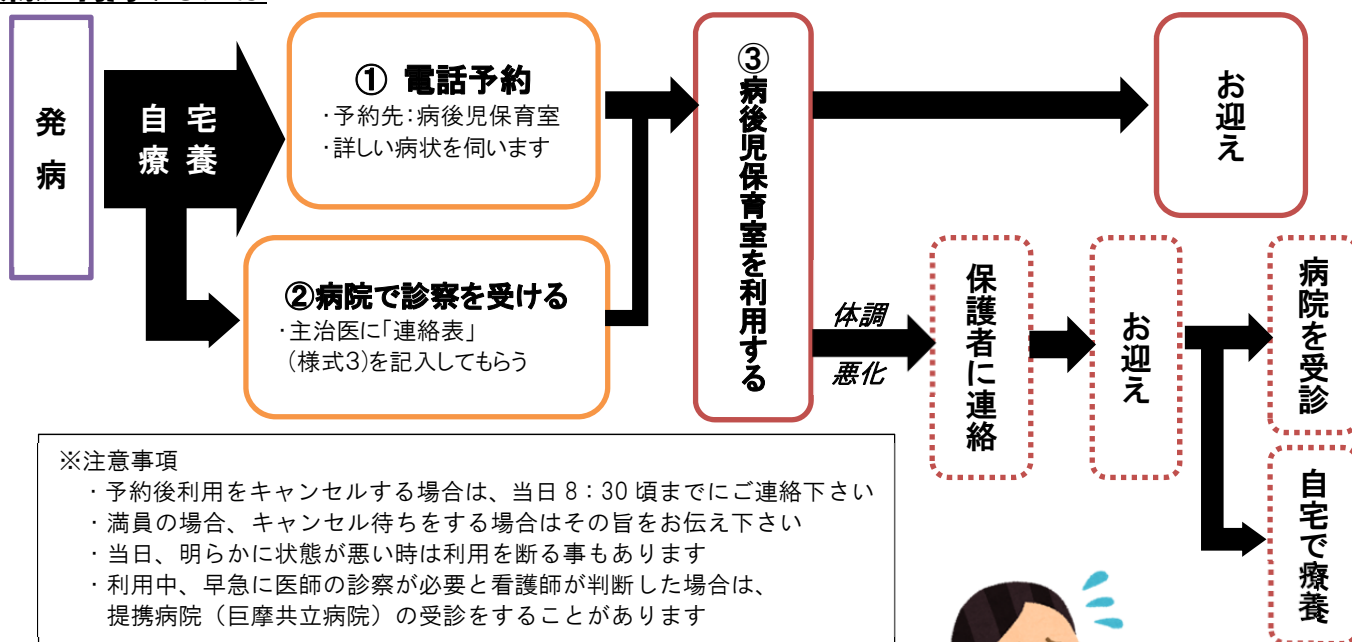 発病
自宅
療養
① 電話予約
・予約先：病後児保育室
・詳しい病状を伺います
②病院で診察を受ける
・主治医に「連絡表」
(様式3)を記入してもらう
③病後児保育室を利用する
お迎え
体調
悪化
保護者に連絡
お迎え
病院を受診
自宅で療養
※注意事項
・予約後利用をキャンセルする場合は、当日 8：30 頃までにご連絡下さい
・満員の場合、キャンセル待ちをする場合はその旨をお伝え下さい
・当日、明らかに状態が悪い時は利用を断る事もあります
・利用中、早急に医師の診察が必要と看護師が判断した場合は、
提携病院（巨摩共立病院）の受診をすることがあります